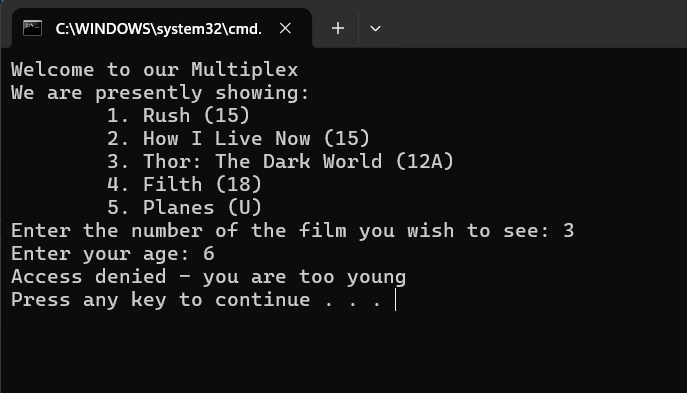 C:\WINDOWS\system32\cmd.
Welcome to our Multiplex
We are presently showing:
1. Rush (15)
2. How I Live Now (15)
3. Thor: The Dark World (12A)
4. Filth (18)
5. Planes (U)
Enter the number of the film you wish to see: 3
Enter your age: 6
Access denied – you are too young
Press any key to continue . . .